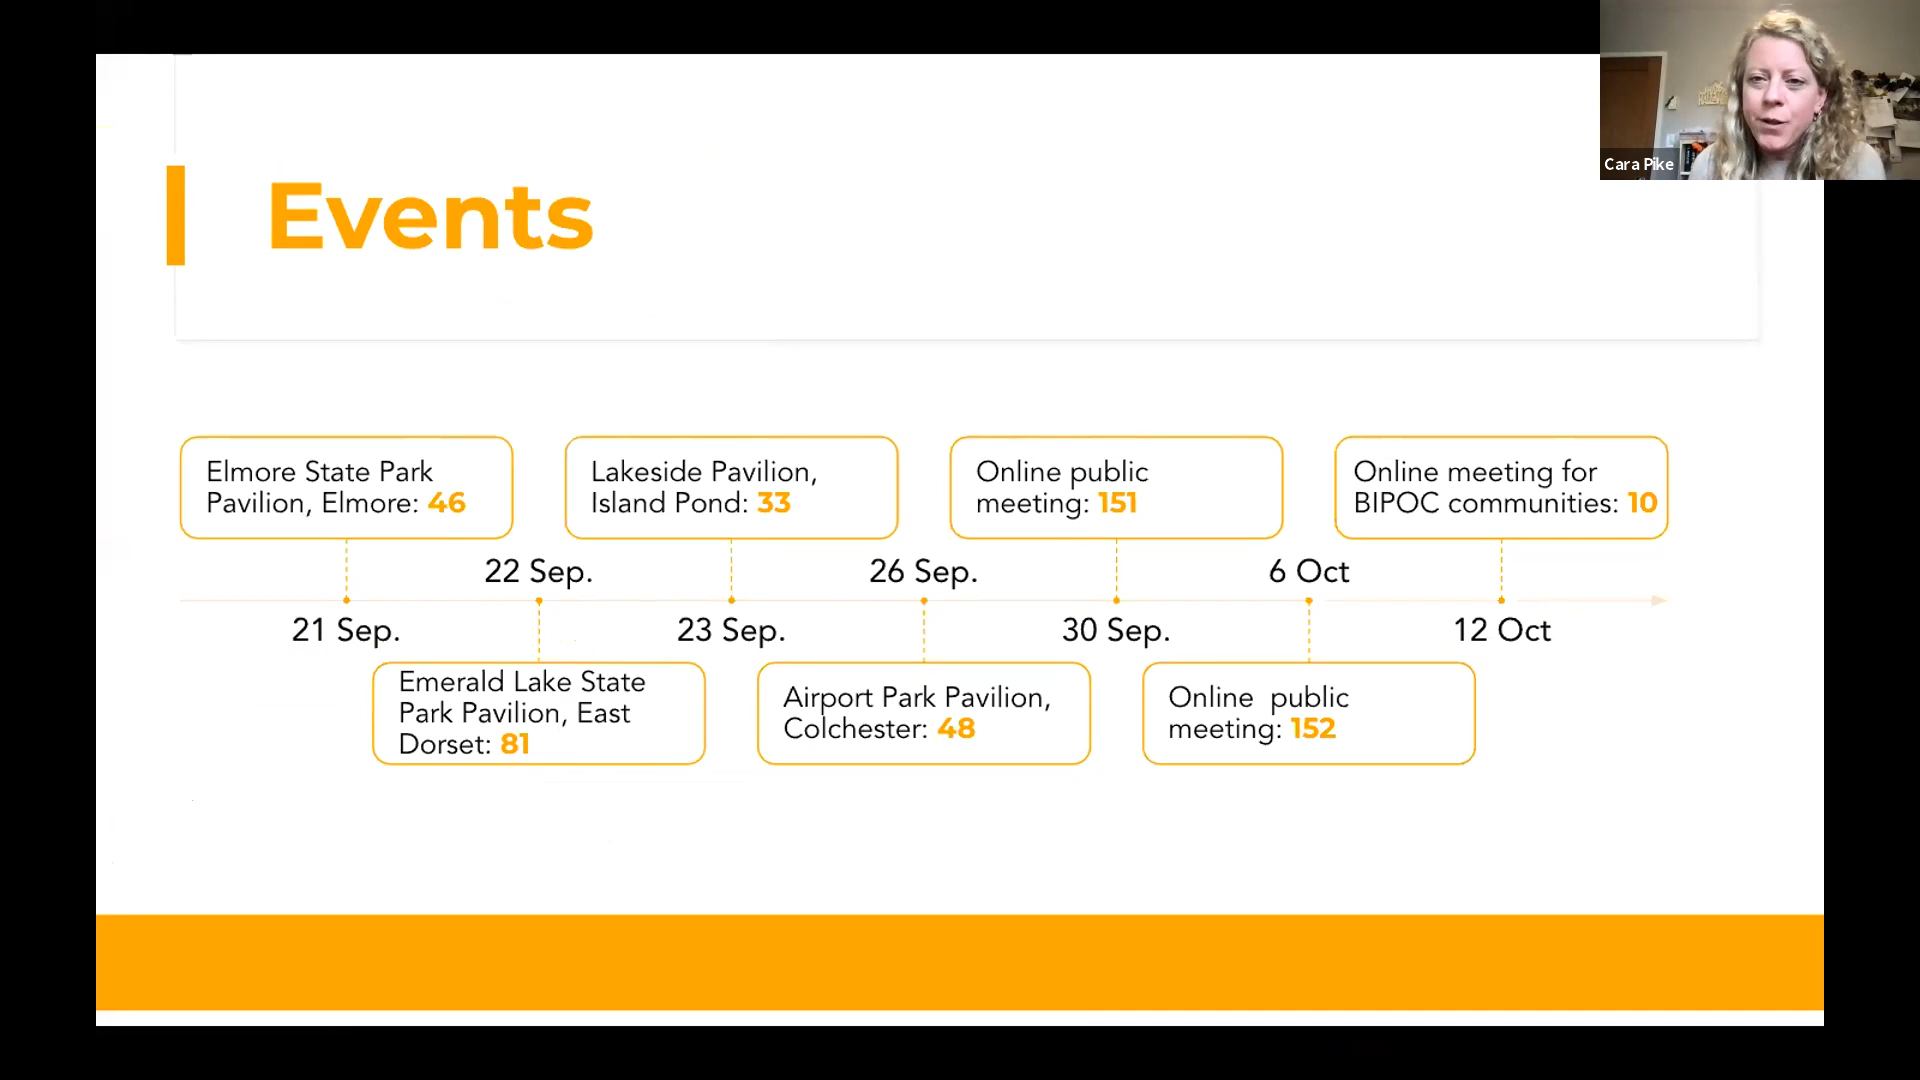 Cara Pike
Events
Elmore State Park
Pavilion, Elmore: 46
Lakeside Pavilion,
Island Pond: 33
Online public
meeting: 151
Online meeting for
BIPOC communities: 10
22 Sep.
26 Sep.
6 Oct
21 Sep.
23 Sep.
30 Sep.
12 Oct
Emerald Lake State
Park Pavilion, East
Dorset: 81
Airport Park Pavilion,
Colchester: 48
Online  public
meeting: 152